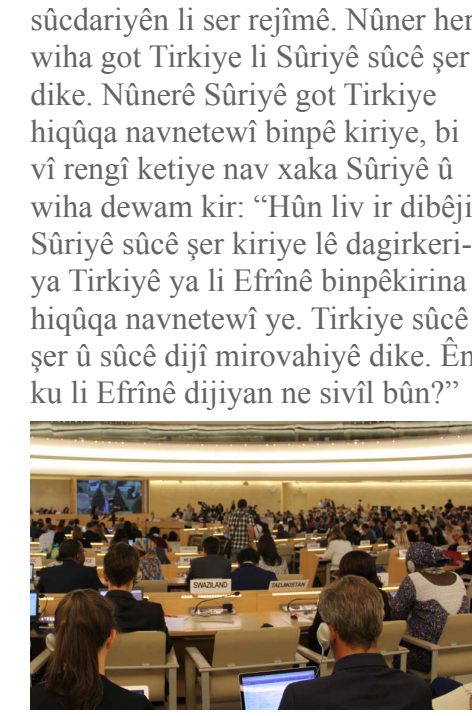 sûcdariyên li ser rejîmê. Nûner her
wiha got Tirkiye li Sûriyê sûcê şer
dike. Nûnerê Sûriyê got Tirkiye
hiqûqa navnetewî binpê kiriye, bi
vî rengî ketiye nav xaka Sûriyê û
wiha dewam kir: “Hûn liv ir dibêji
Sûriyê sûcê şer kiriye lê dagirkeri-
ya Tirkiyê ya li Efrînê binpêkirina
hiqûqa navnetewî ye. Tirkiye sûcê
şer û sûcê dijî mirovahiyê dike. Ên
ku li Efrînê dijiyan ne sivîl bûn?”
SWAZILAND
TADJIKISTAN